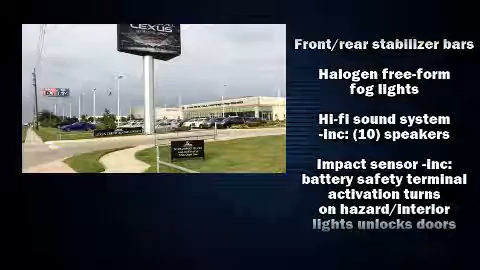 LEXUS
Front/rear stabilizer bars
Halogen free-form
fog lights
Hi-fi sound system
-inc: (10) speakers
Impact sensor -inc:
battery safety terminal
activation turns
on hazard/interior
lights unlocks doors